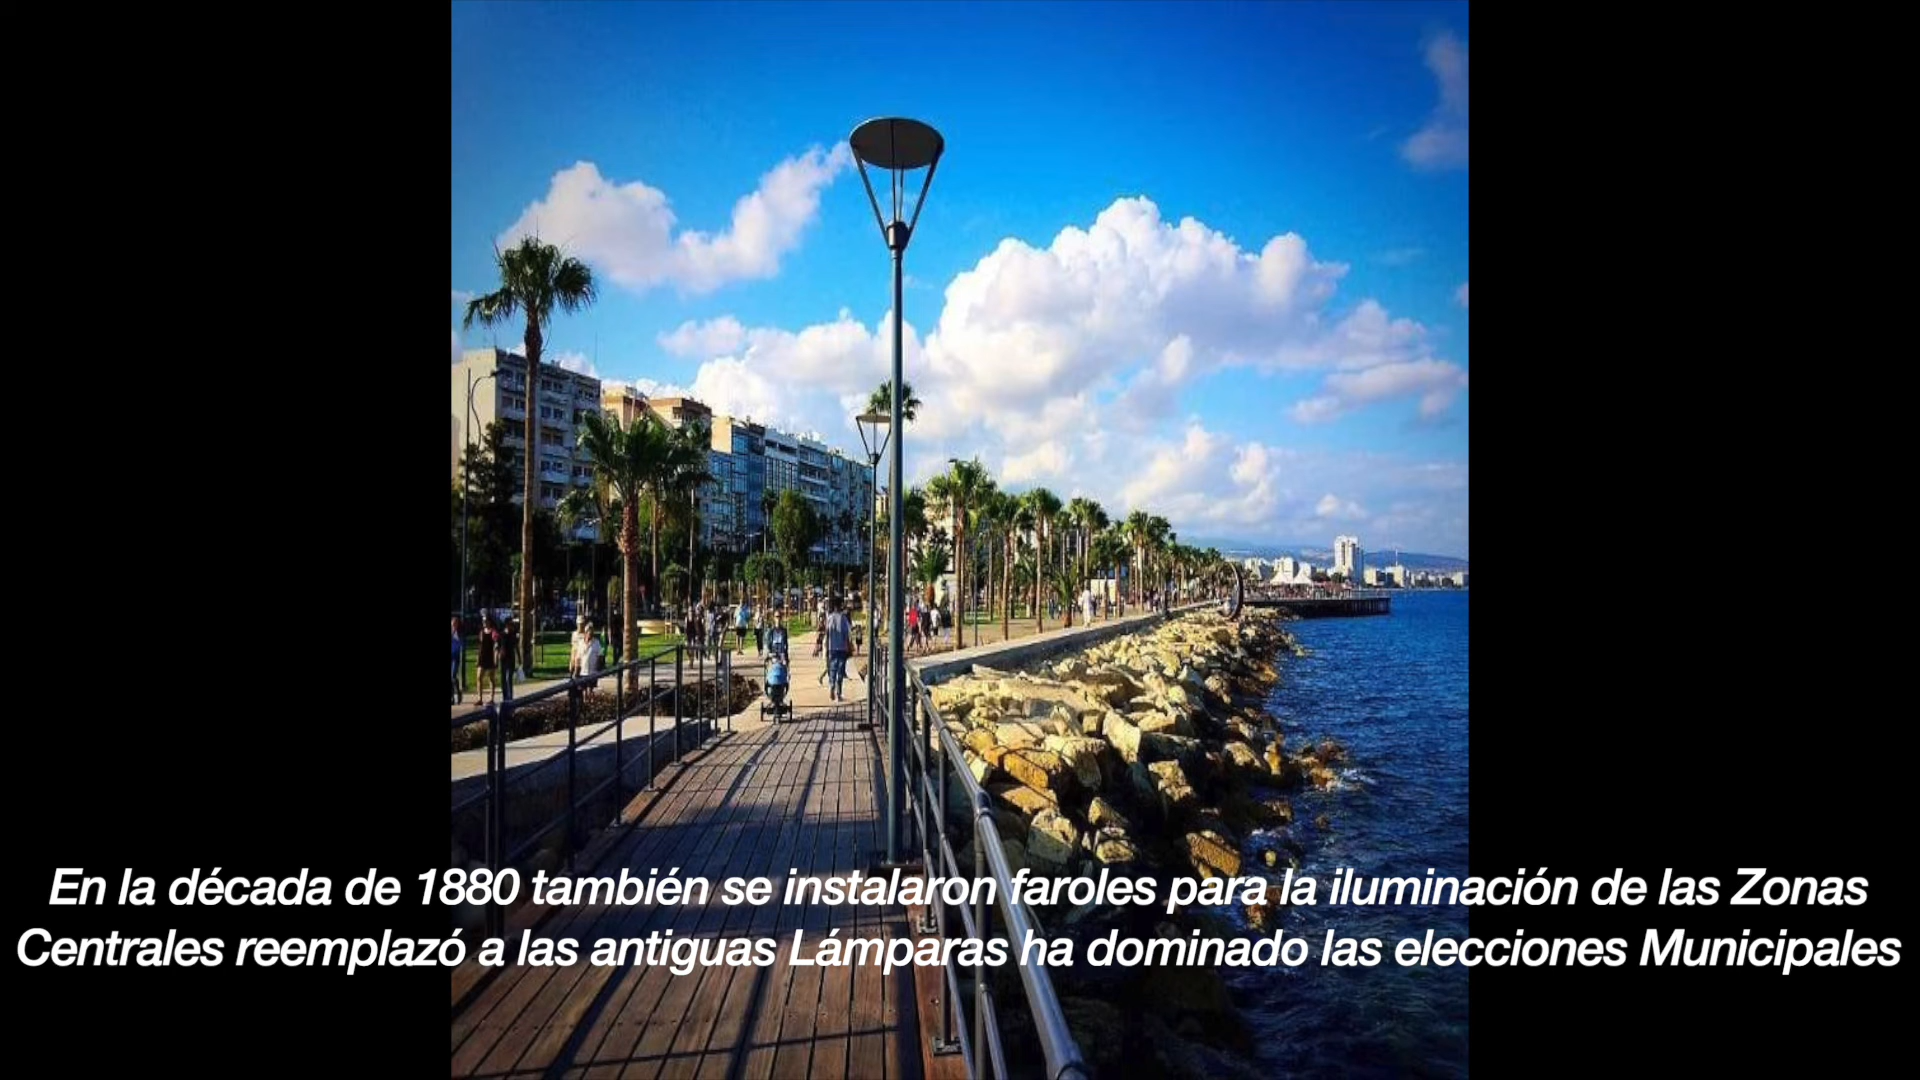 En la década de 1880 también se instalaron faroles para la iluminación de las Zonas
Centrales reemplazó a las antiguas Lámparas ha dominado las elecciones Municipales